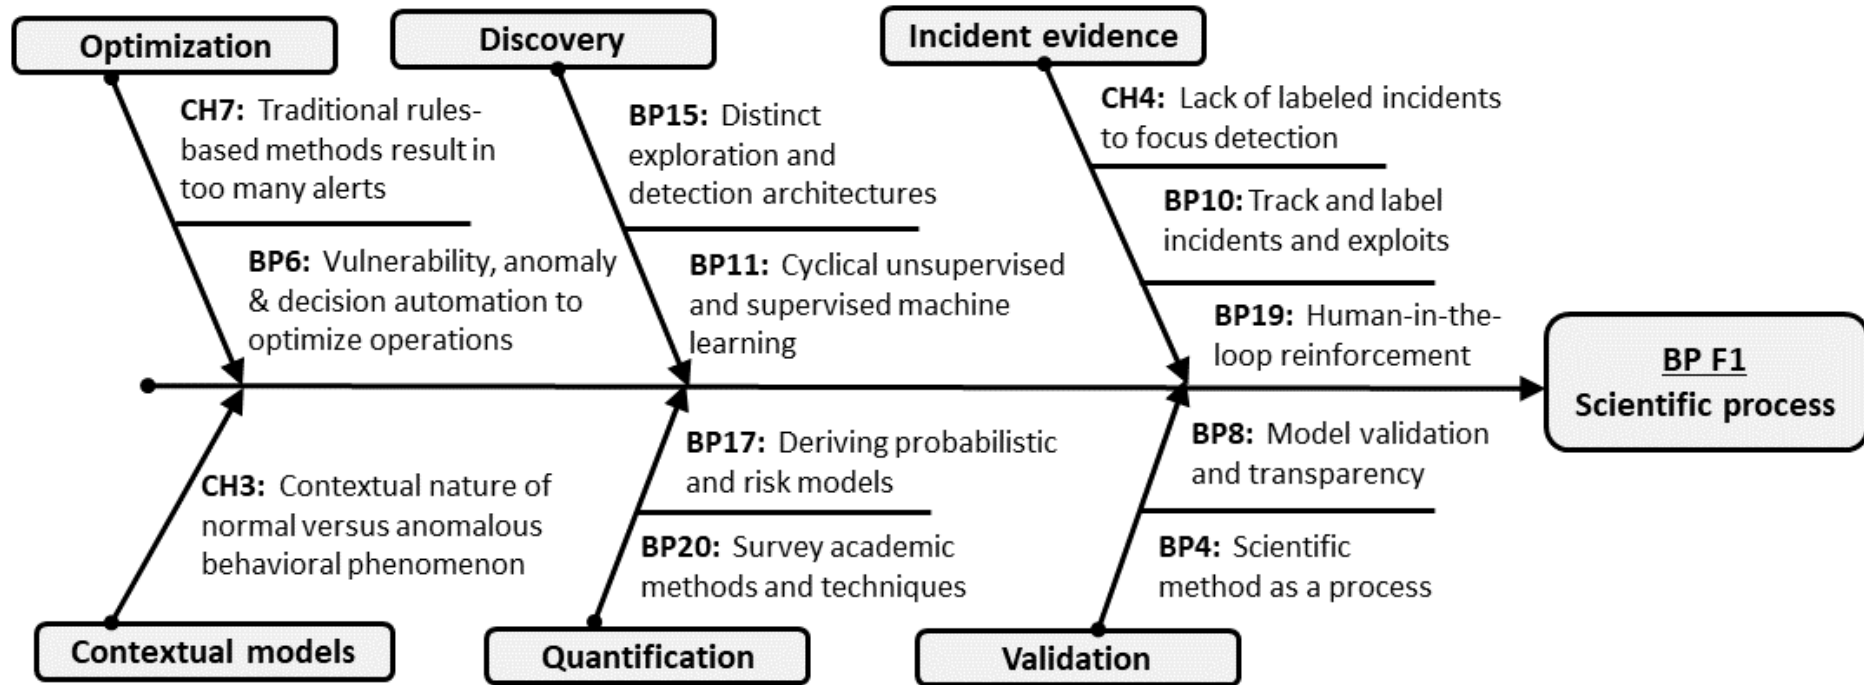 Optimization
CH7: Traditional rules-
based methods result in
too many alerts
BP6: Vulnerability, anomaly
& decision automation to
optimize operations
Discovery
BP15: Distinct
exploration and
detection architectures
BP11: Cyclical unsupervised
and supervised machine
learning
Incident evidence
CH4: Lack of labeled incidents
to focus detection
BP10: Track and label
incidents and exploits
BP19: Human-in-the-
loop reinforcement
BP F1
Scientific process
CH3: Contextual nature of
normal versus anomalous
behavioral phenomenon
Contextual models
BP17: Deriving probabilistic
and risk models
BP20: Survey academic
methods and techniques
Quantification
BP8: Model validation
and transparency
BP4: Scientific
method as a process
Validation